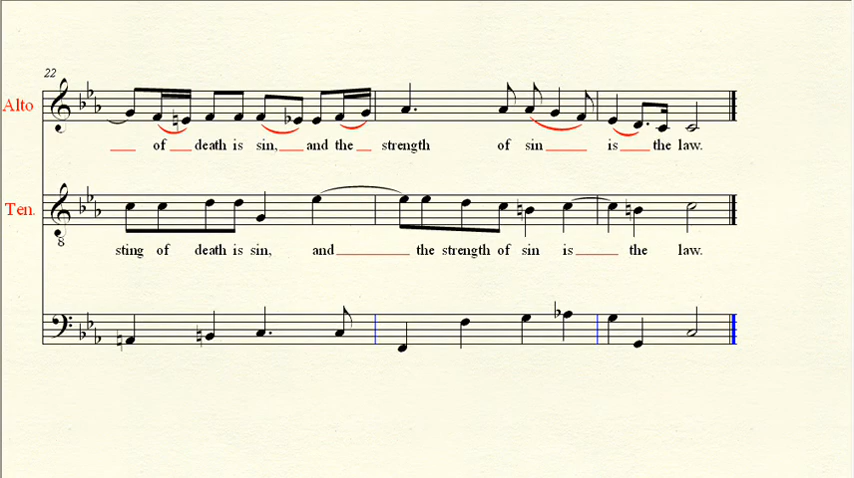 22
Alto
of death is sin, and the strength of sin is the law.
Ten.
8
sting of death is sin, and the strength of sin is the law.